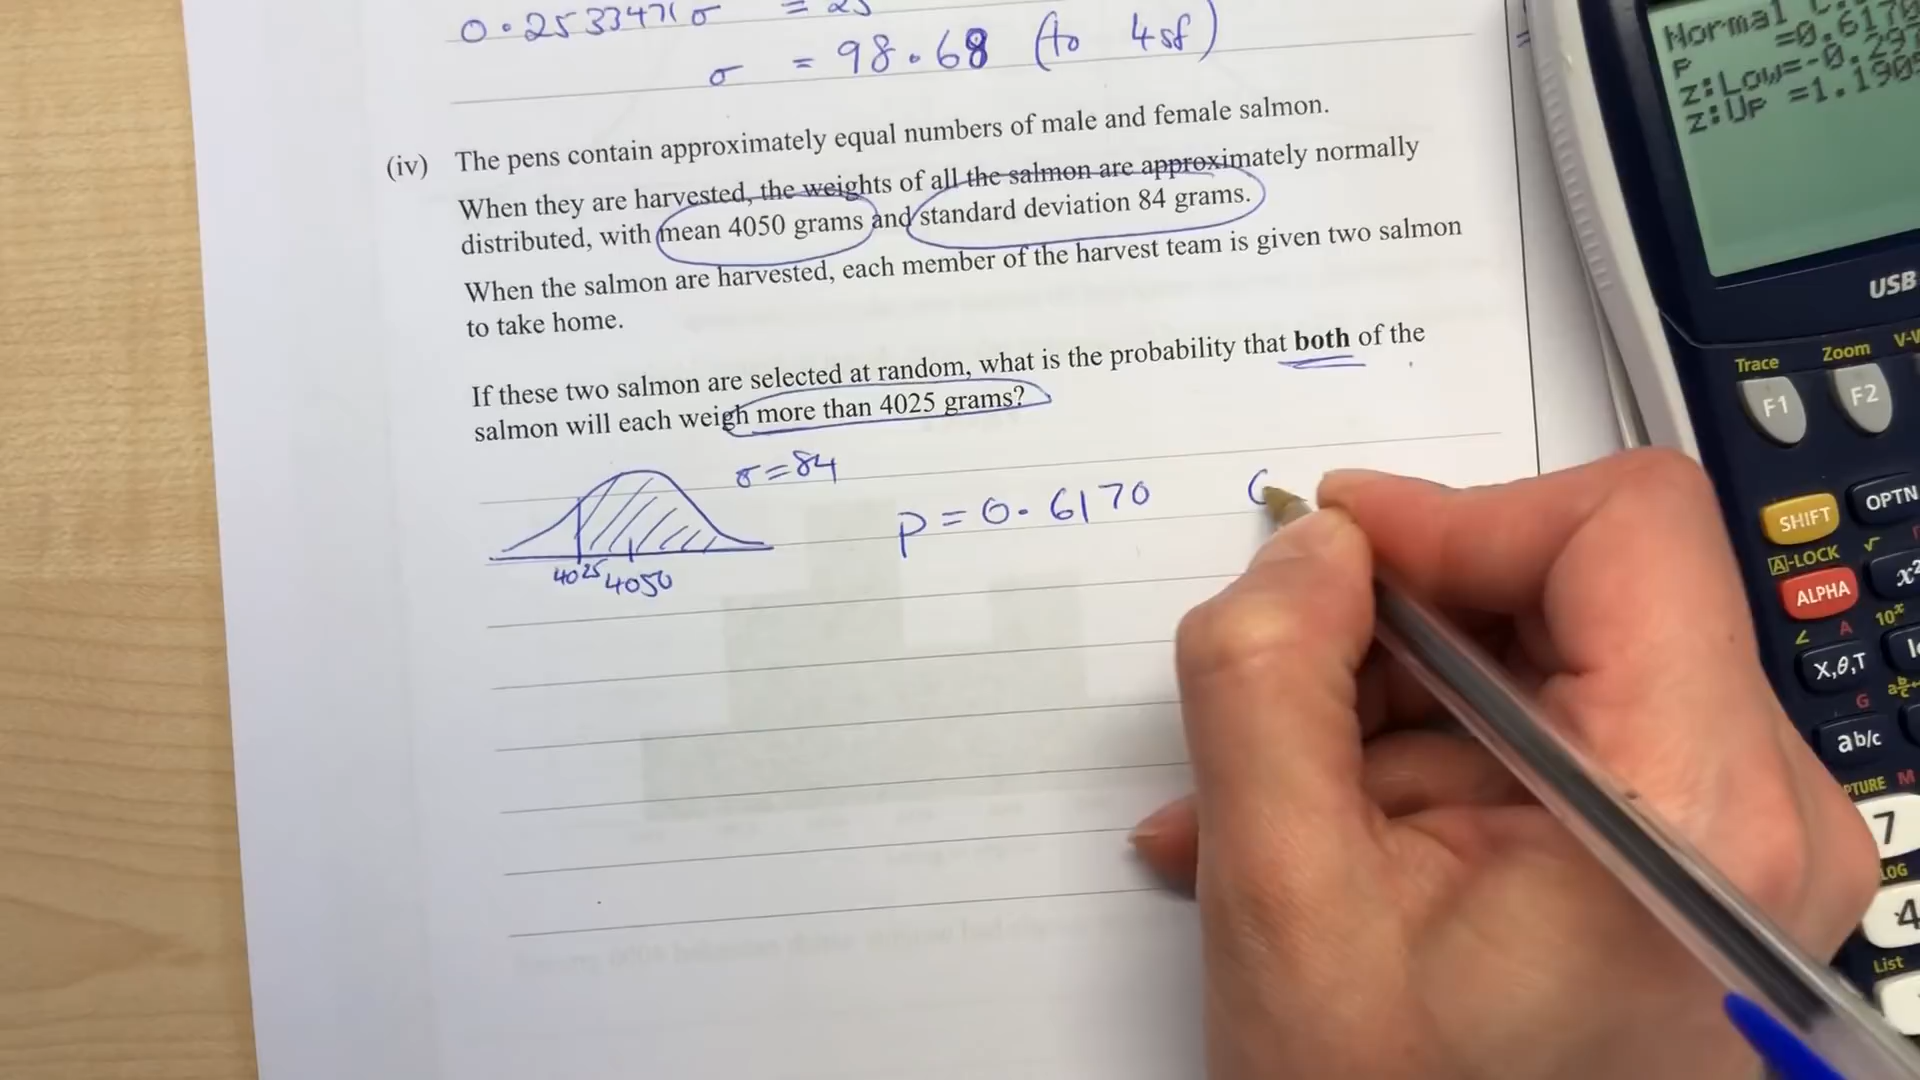 0.2533471σ = 25
σ = 98.68 (to 4sf)
(iv) The pens contain approximately equal numbers of male and female salmon.
When they are harvested, the weights of all the salmon are approximately normally
distributed, with mean 4050 grams and standard deviation 84 grams.
When the salmon are harvested, each member of the harvest team is given two salmon
to take home.
If these two salmon are selected at random, what is the probability that both of the
salmon will each weigh more than 4025 grams?
σ=84
p = 0.6170
4025
4050
Normal
P =0.6170
z:Low=-0.297
z:Up =1.190
USB
Trace Zoom
F1 F2
SHIFT OPTN
A-LOCK √
ALPHA x²
∠ A 10ˣ
X,θ,T
G
ab/c
M
7
LOG
4
List